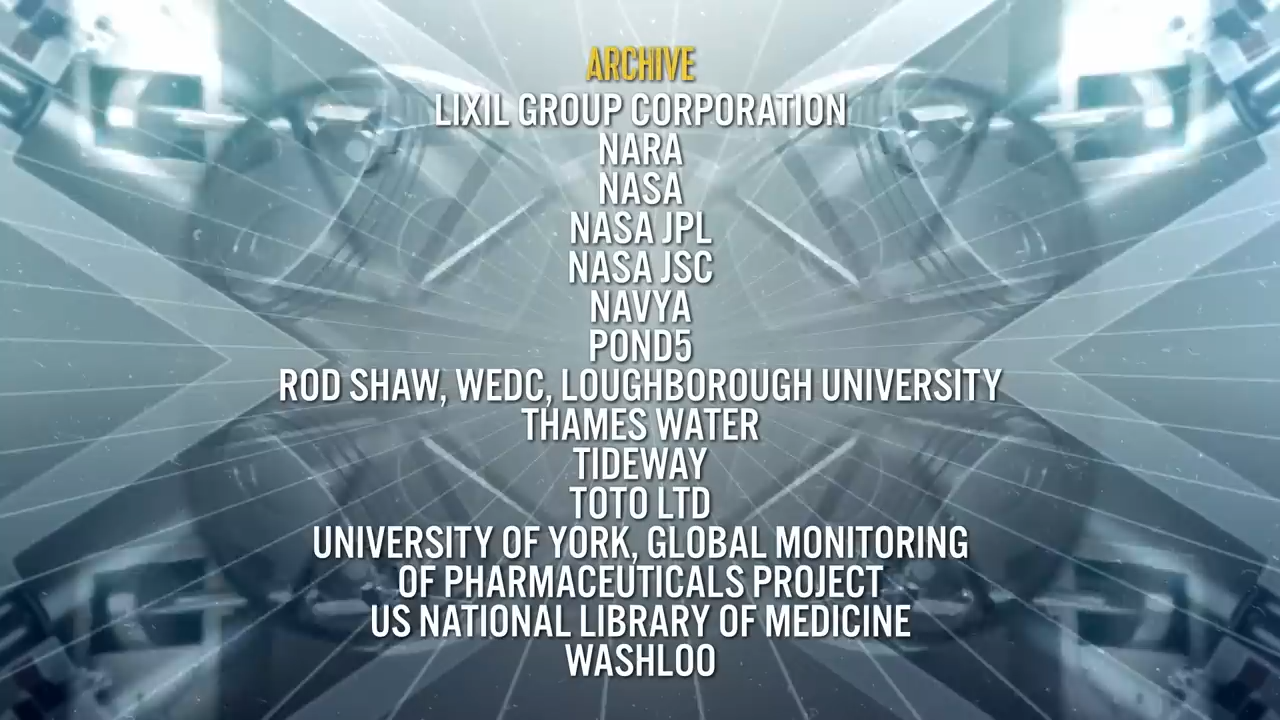 ARCHIVE
LIXIL GROUP CORPORATION
NARA
NASA
NASA JPL
NASA JSC
NAVYA
POND5
ROD SHAW, WEDC, LOUGHBOROUGH UNIVERSITY
THAMES WATER
TIDEWAY
TOTO LTD
UNIVERSITY OF YORK, GLOBAL MONITORING
OF PHARMACEUTICALS PROJECT
US NATIONAL LIBRARY OF MEDICINE
WASHLOO